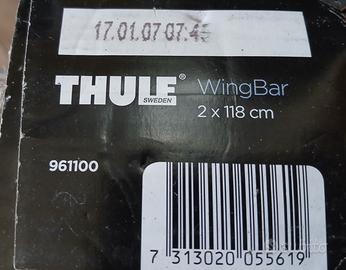 17.01.07 07:45
THULE® WingBar
SWEDEN
2 x 118 cm
961100
7 313020 055619